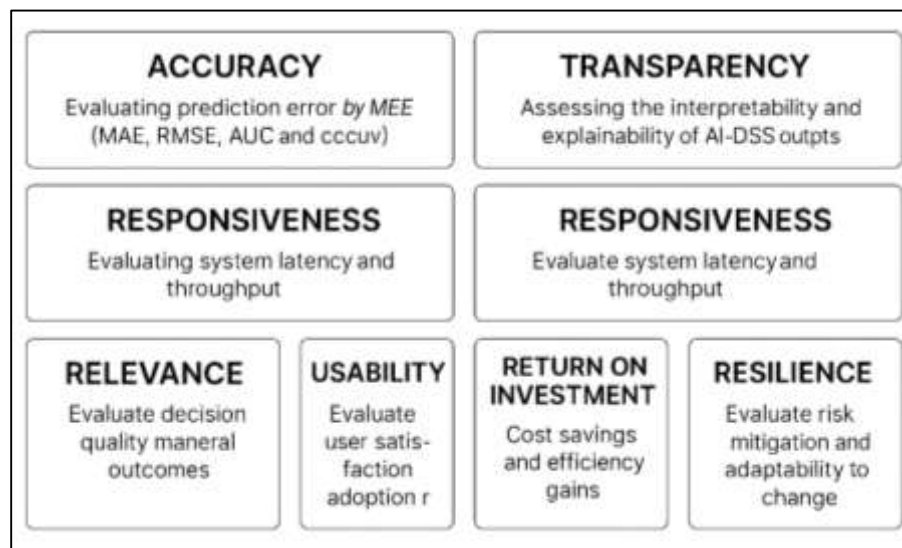 ACCURACY
Evaluating prediction error by MEE
(MAE, RMSE, AUC and cccuv)
TRANSPARENCY
Assessing the interpretability and
explainability of AI-DSS outpts
RESPONSIVENESS
Evaluating system latency and
throughput
RESPONSIVENESS
Evaluate system latency and
throughput
RELEVANCE
Evaluate decision
quality maneral
outcomes
USABILITY
Evaluate
user satis-
faction
adoption r
RETURN ON
INVESTMENT
Cost savings
and efficiency
gains
RESILIENCE
Evaluate risk
mitigation and
adaptability to
change